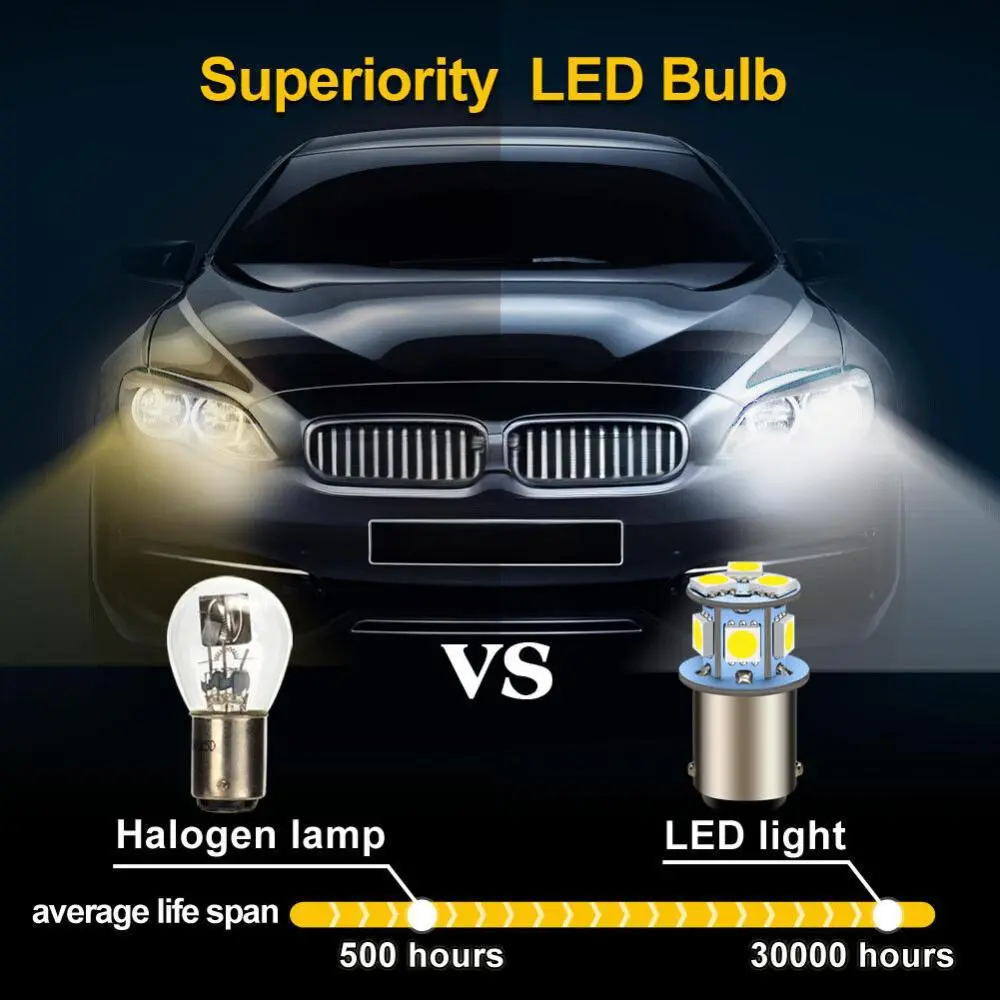 Superiority LED Bulb
VS
Halogen lamp
LED light
average life span
500 hours
30000 hours